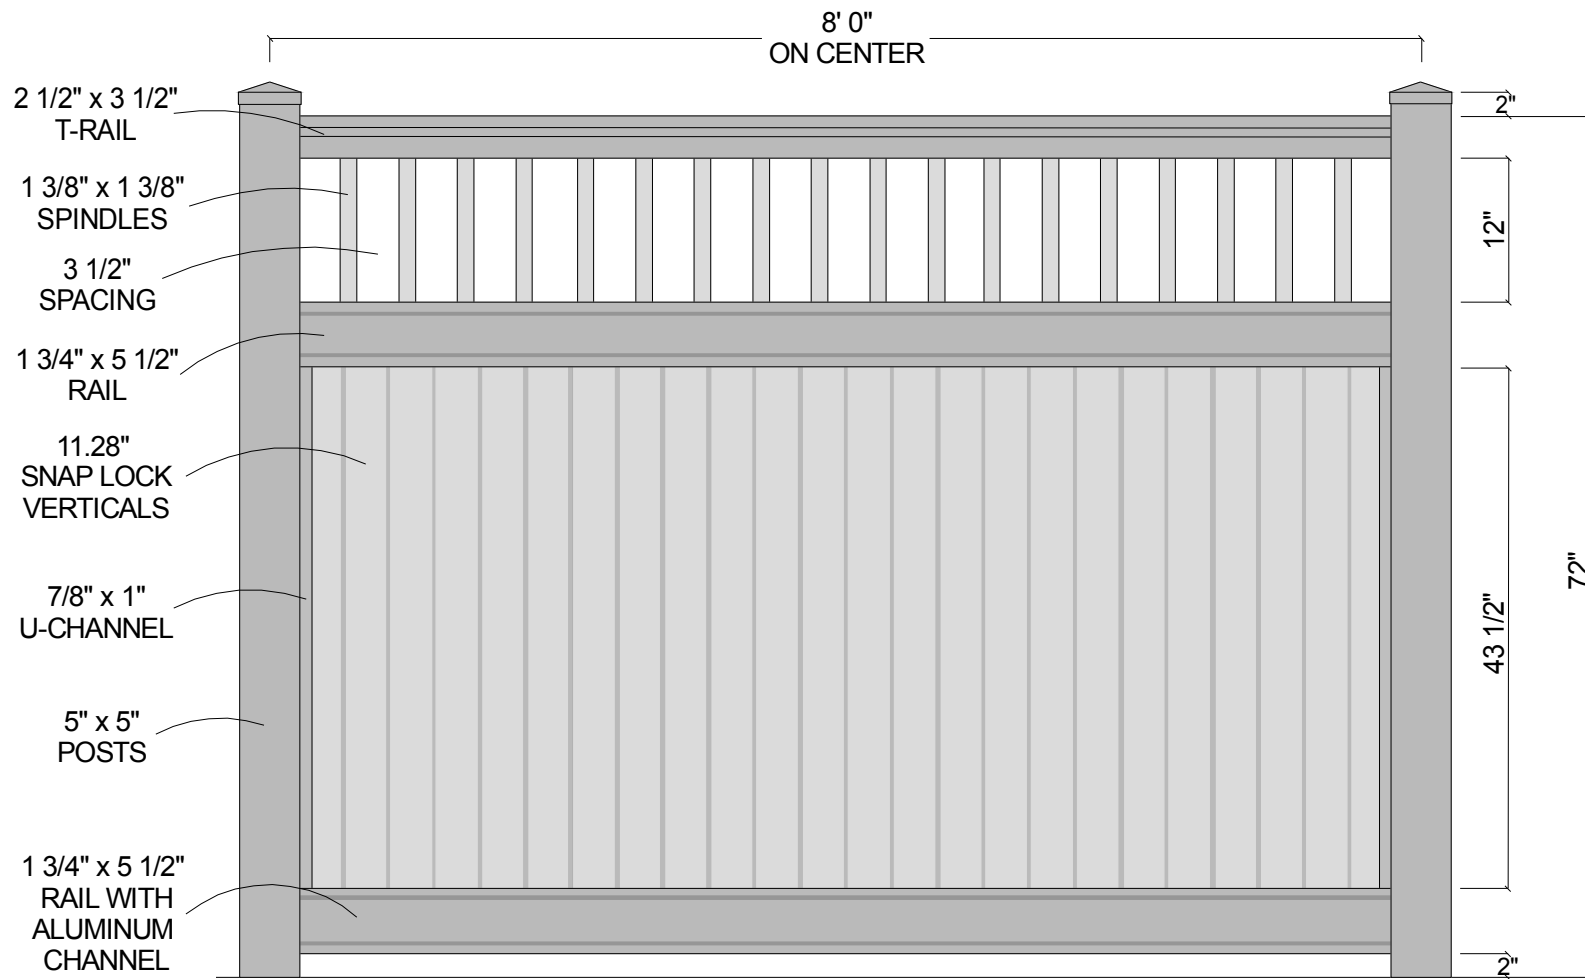 8' 0"
ON CENTER
2 1/2" x 3 1/2"
T-RAIL
1 3/8" x 1 3/8"
SPINDLES
3 1/2"
SPACING
1 3/4" x 5 1/2"
RAIL
11.28"
SNAP LOCK
VERTICALS
7/8" x 1"
U-CHANNEL
5" x 5"
POSTS
1 3/4" x 5 1/2"
RAIL WITH
ALUMINUM
CHANNEL
2"
12"
72"
43 1/2"
2"